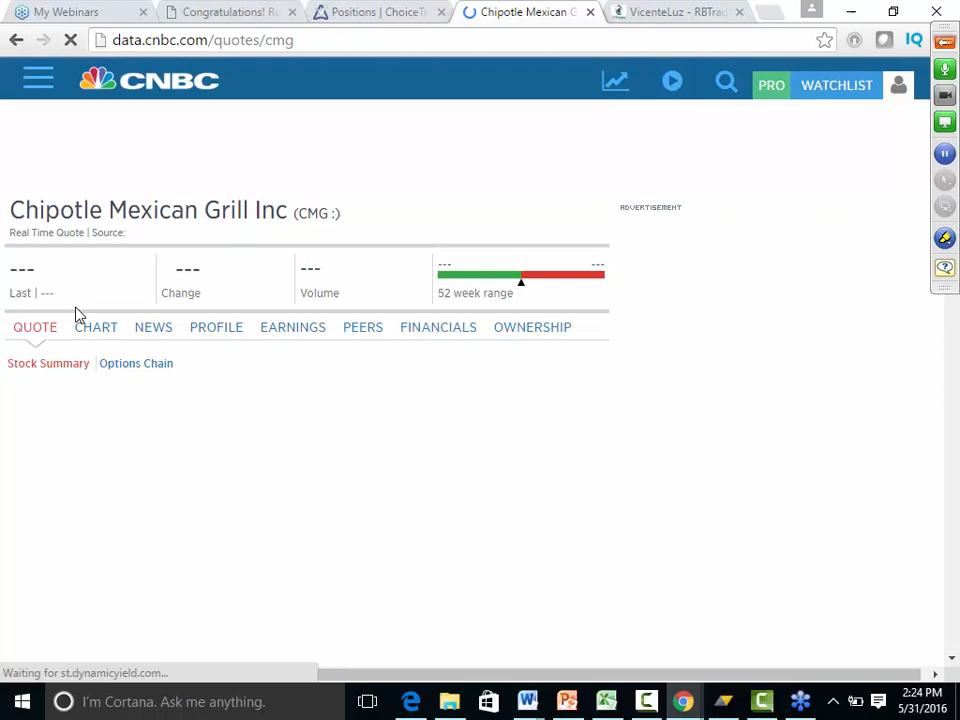 My Webinars
Congratulations! Re
Positions | ChoiceTr
Chipotle Mexican G
VicenteLuz - RBTrac
data.cnbc.com/quotes/cmg
IQ
CNBC
PRO
WATCHLIST
Chipotle Mexican Grill Inc (CMG :)
ADVERTISEMENT
Real Time Quote | Source:
--- --- --- --- ---
Last | --- Change Volume 52 week range
QUOTE CHART NEWS PROFILE EARNINGS PEERS FINANCIALS OWNERSHIP
Stock Summary Options Chain
Waiting for st.dynamicyield.com...
I'm Cortana. Ask me anything.
2:24 PM
5/31/2016